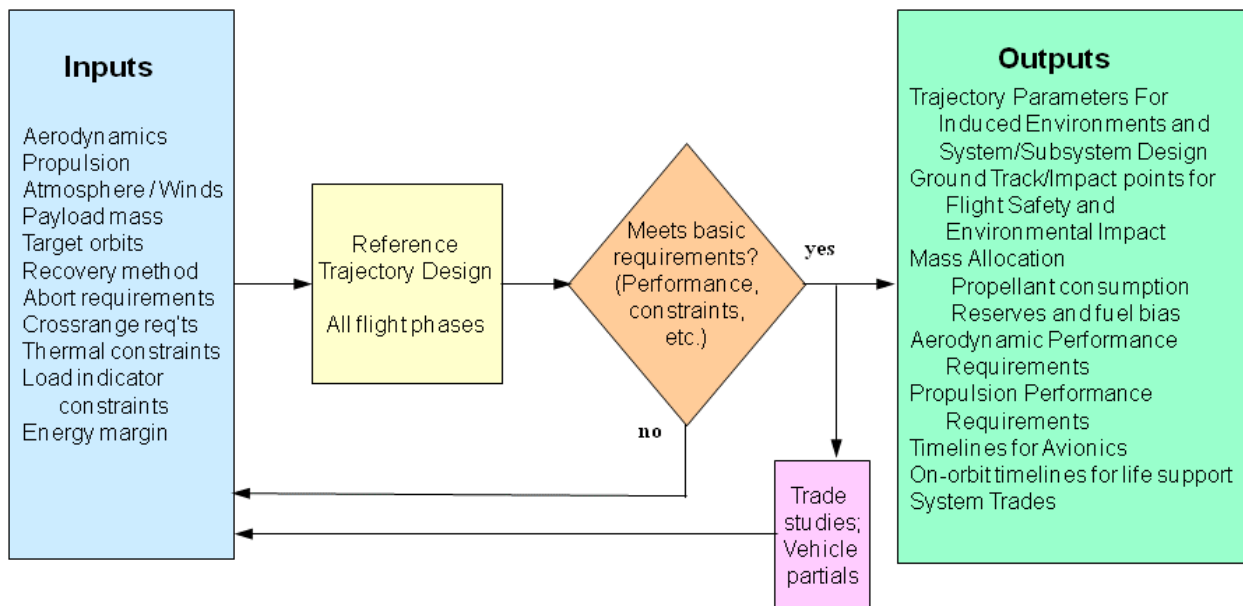 Inputs
Aerodynamics
Propulsion
Atmosphere / Winds
Payload mass
Target orbits
Recovery method
Abort requirements
Crossrange req'ts
Thermal constraints
Load indicator
constraints
Energy margin
Reference
Trajectory Design
All flight phases
Meets basic
requirements?
(Performance,
constraints,
etc.)
yes
no
Trade
studies;
Vehicle
partials
Outputs
Trajectory Parameters For
Induced Environments and
System/Subsystem Design
Ground Track/Impact points for
Flight Safety and
Environmental Impact
Mass Allocation
Propellant consumption
Reserves and fuel bias
Aerodynamic Performance
Requirements
Propulsion Performance
Requirements
Timelines for Avionics
On-orbit timelines for life support
System Trades